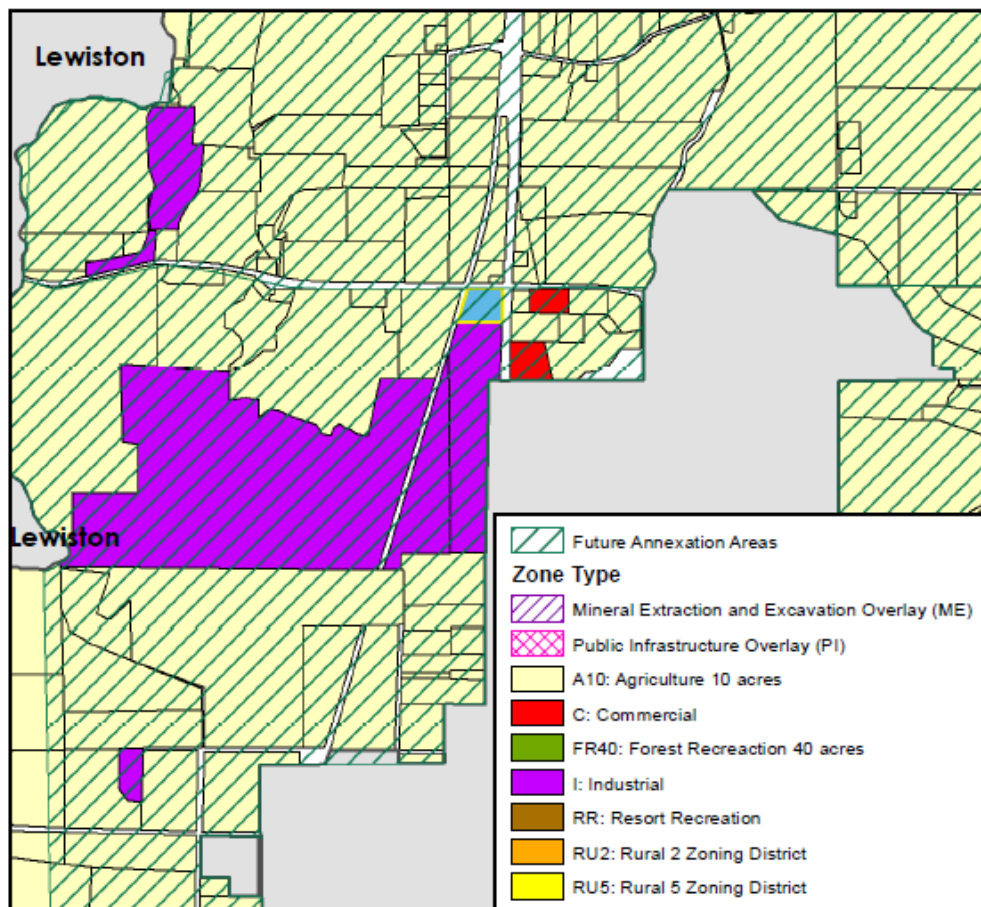 Lewiston
Lewiston
Future Annexation Areas
Zone Type
Mineral Extraction and Excavation Overlay (ME)
Public Infrastructure Overlay (PI)
A10: Agriculture 10 acres
C: Commercial
FR40: Forest Recreaction 40 acres
I: Industrial
RR: Resort Recreation
RU2: Rural 2 Zoning District
RU5: Rural 5 Zoning District